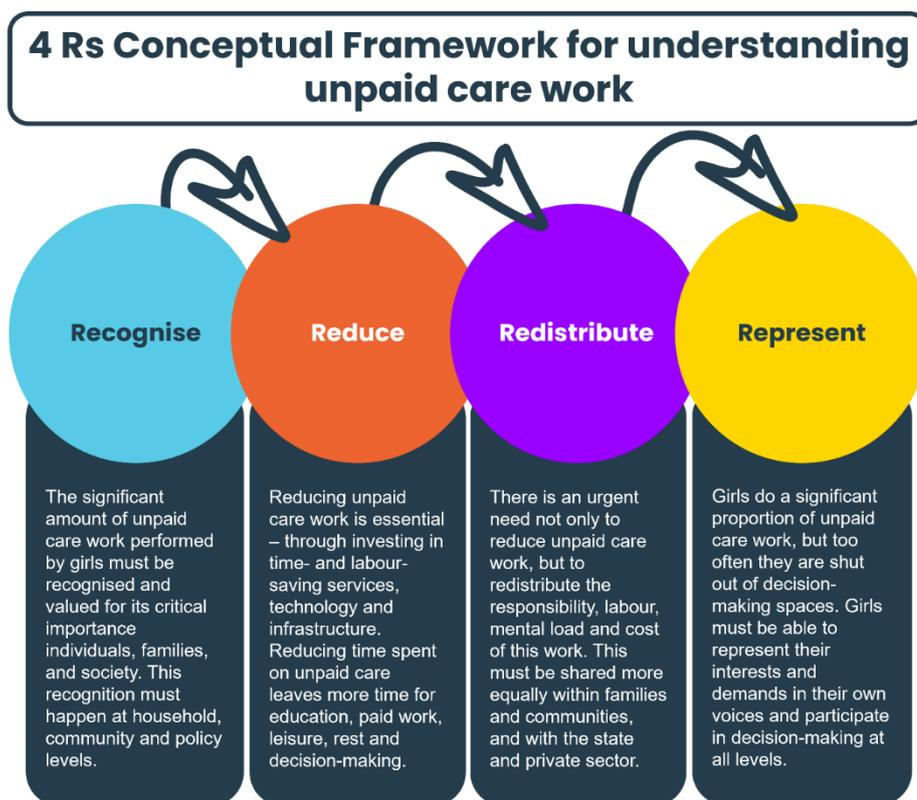 4 Rs Conceptual Framework for understanding
unpaid care work
Recognise
Reduce
Redistribute
Represent
The significant
amount of unpaid
care work performed
by girls must be
recognised and
valued for its critical
importance
individuals, families,
and society. This
recognition must
happen at household,
community and policy
levels.
Reducing unpaid
care work is essential
– through investing in
time- and labour-
saving services,
technology and
infrastructure.
Reducing time spent
on unpaid care
leaves more time for
education, paid work,
leisure, rest and
decision-making.
There is an urgent
need not only to
reduce unpaid care
work, but to
redistribute the
responsibility, labour,
mental load and cost
of this work. This
must be shared more
equally within families
and communities,
and with the state
and private sector.
Girls do a significant
proportion of unpaid
care work, but too
often they are shut
out of decision-
making spaces. Girls
must be able to
represent their
interests and
demands in their own
voices and participate
in decision-making at
all levels.